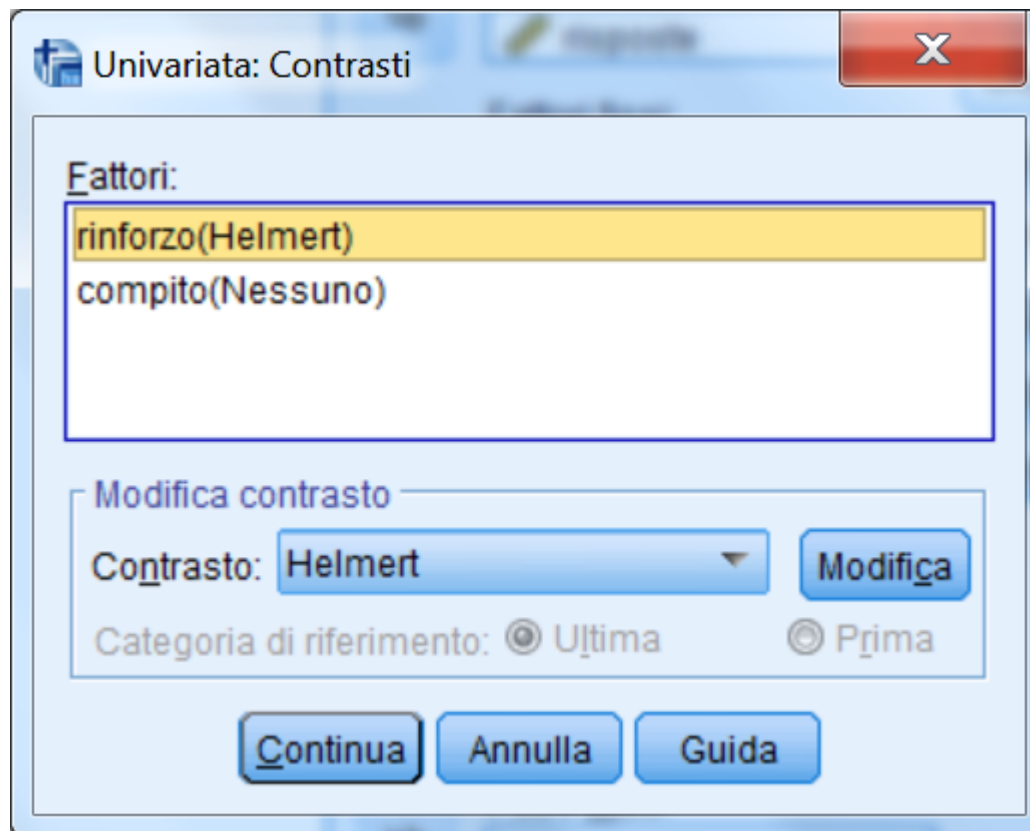 risposte
Univariata: Contrasti
Fattori:
rinforzo(Helmert)
compito(Nessuno)
Modifica contrasto
Contrasto: Helmert Modifica
Categoria di riferimento: Ultima Prima
Continua Annulla Guida